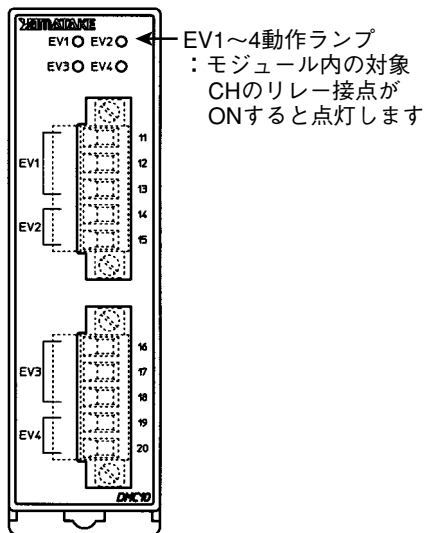 YAMATAKE
EV1 EV2
EV3 EV4
EV1～4動作ランプ
：モジュール内の対象
CHのリレー接点が
ONすると点灯します
11
EV1
12
13
14
EV2
15
16
EV3
17
18
19
EV4
20
DMC10